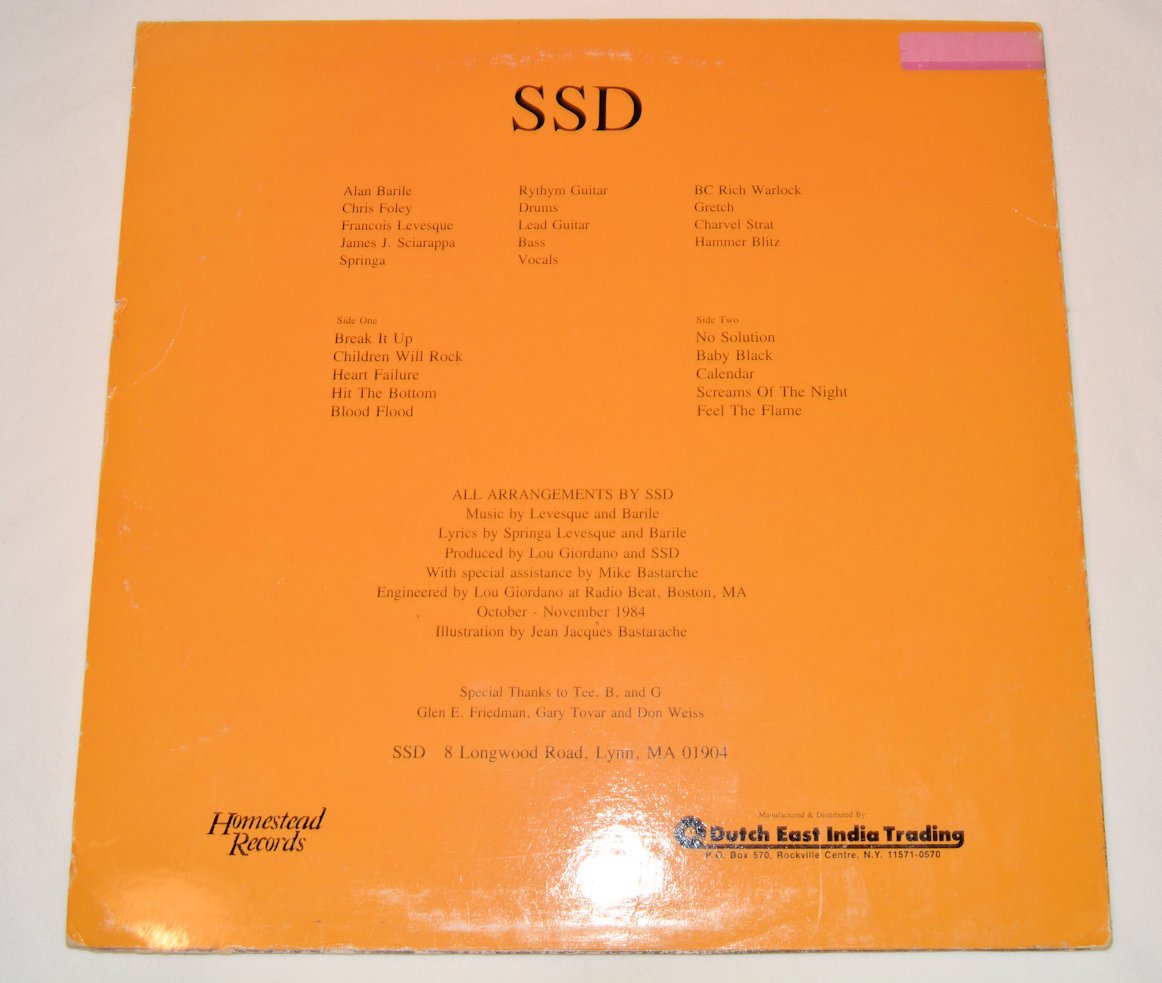 SSD
Alan Barile Rythym Guitar BC Rich Warlock
Chris Foley Drums Gretch
Francois Levesque Lead Guitar Charvel Strat
James J. Sciarappa Bass Hammer Blitz
Springa Vocals
Side One
Break It Up
Children Will Rock
Heart Failure
Hit The Bottom
Blood Flood
Side Two
No Solution
Baby Black
Calendar
Screams Of The Night
Feel The Flame
ALL ARRANGEMENTS BY SSD
Music by Levesque and Barile
Lyrics by Springa Levesque and Barile
Produced by Lou Giordano and SSD
With special assistance by Mike Bastarche
Engineered by Lou Giordano at Radio Beat, Boston, MA
October - November 1984
Illustration by Jean Jacques Bastarache
Special Thanks to Tee, B, and G
Glen E. Friedman, Gary Tovar and Don Weiss
SSD 8 Longwood Road, Lynn, MA 01904
Homestead
Records
Manufactured & Distributed By:
Dutch East India Trading
P.O. Box 570, Rockville Centre, N.Y. 11571-0570